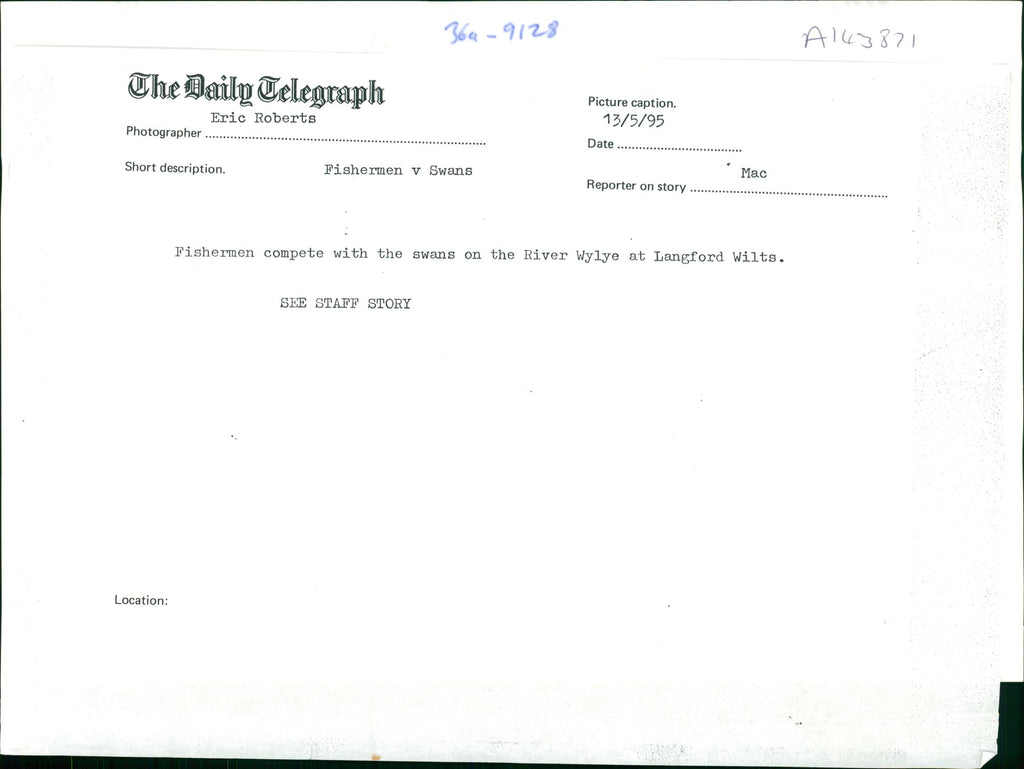 36a-9128
A143871
The Daily Telegraph
Picture caption.
Eric Roberts
13/5/95
Photographer
Date
Short description.
Fishermen v Swans
Mac
Reporter on story
Fishermen compete with the swans on the River Wylye at Langford Wilts.
SEE STAFF STORY
Location: